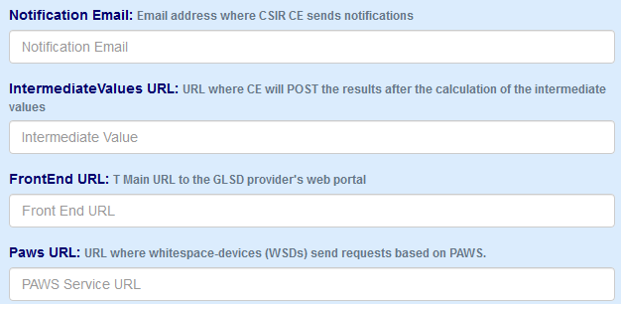 Notification Email: Email address where CSIR CE sends notifications
Notification Email
IntermediateValues URL: URL where CE will POST the results after the calculation of the intermediate
values
Intermediate Value
FrontEnd URL: T Main URL to the GLSD provider's web portal
Front End URL
Paws URL: URL where whitespace-devices (WSDs) send requests based on PAWS.
PAWS Service URL